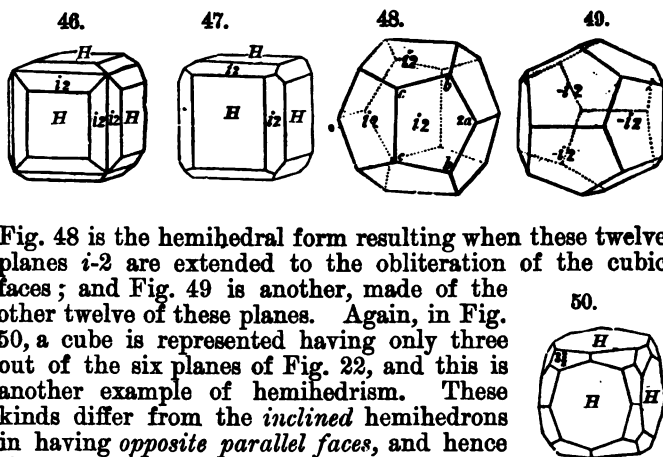 46. 47. 48. 49.
H H i2
i2 i2 b
c
H i2 i2 H H i2 H i2 i2 2a
c b
-i2
-i2
-i2
Fig. 48 is the hemihedral form resulting when these twelve
planes i-2 are extended to the obliteration of the cubic
faces; and Fig. 49 is another, made of the
other twelve of these planes. Again, in Fig.
50, a cube is represented having only three
out of the six planes of Fig. 22, and this is
another example of hemihedrism. These
kinds differ from the inclined hemihedrons
in having opposite parallel faces, and hence
50.
H
H H